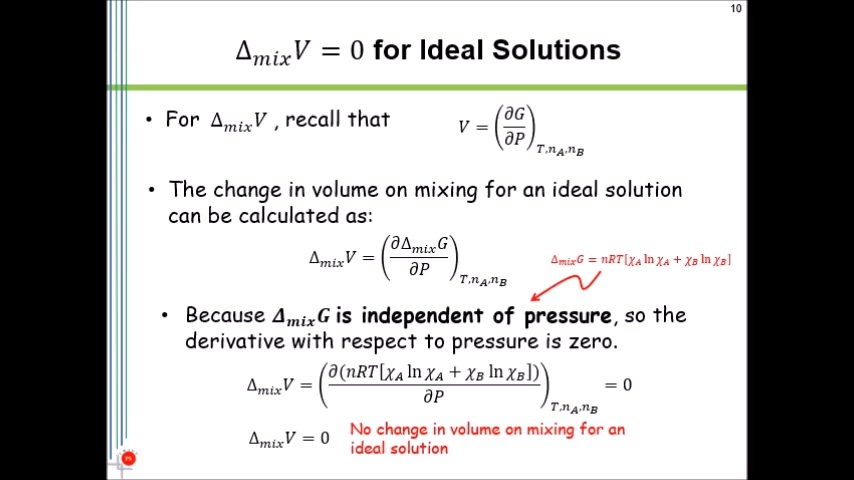 10
Δ_mix V = 0 for Ideal Solutions
• For Δ_mix V , recall that V = (∂G/∂P)_T,n_A,n_B
• The change in volume on mixing for an ideal solution
can be calculated as:
Δ_mix V = (∂Δ_mix G/∂P)_T,n_A,n_B
Δ_mix G = nRT[χ_A ln χ_A + χ_B ln χ_B]
• Because Δ_mix G is independent of pressure, so the
derivative with respect to pressure is zero.
Δ_mix V = (∂(nRT[χ_A ln χ_A + χ_B ln χ_B])/∂P)_T,n_A,n_B = 0
Δ_mix V = 0 No change in volume on mixing for an
ideal solution